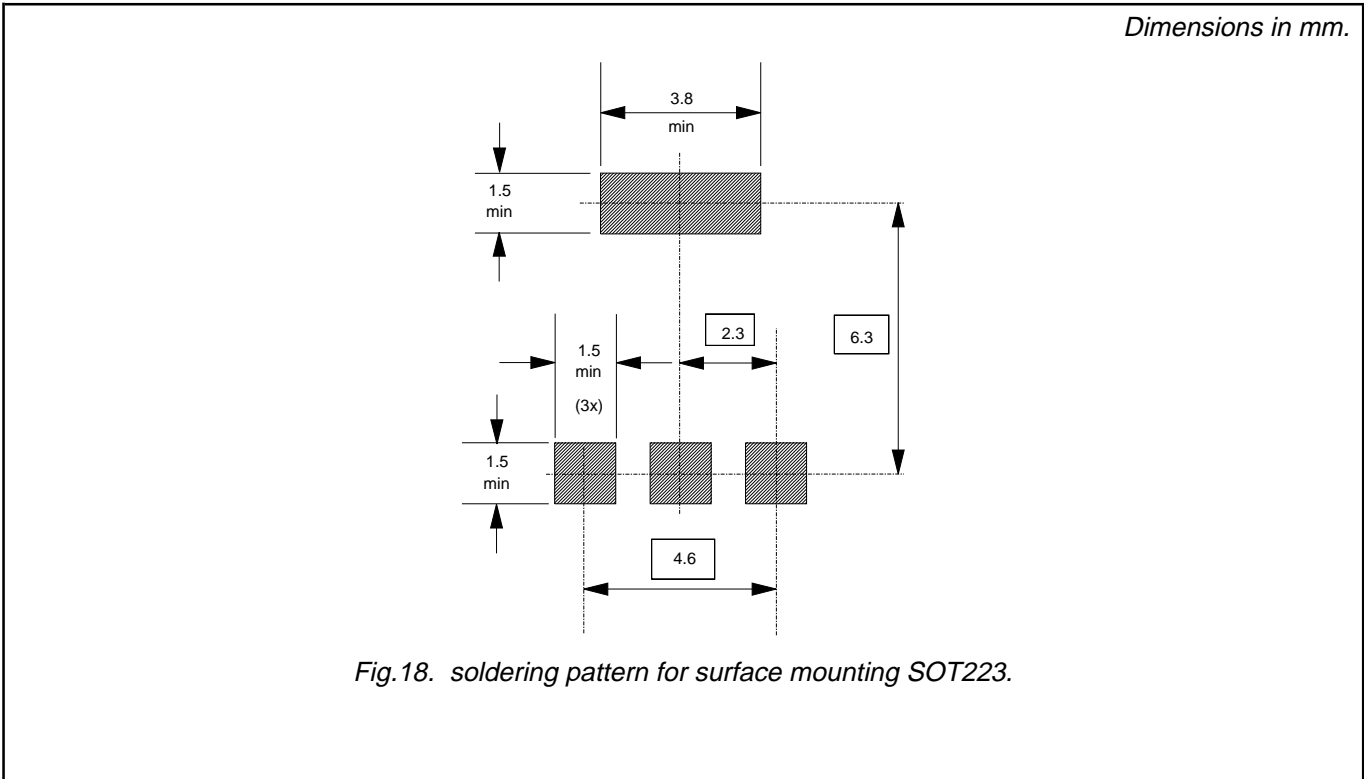 Dimensions in mm.
3.8
min
1.5
min
2.3
6.3
1.5
min
(3x)
1.5
min
4.6
Fig.18. soldering pattern for surface mounting SOT223.